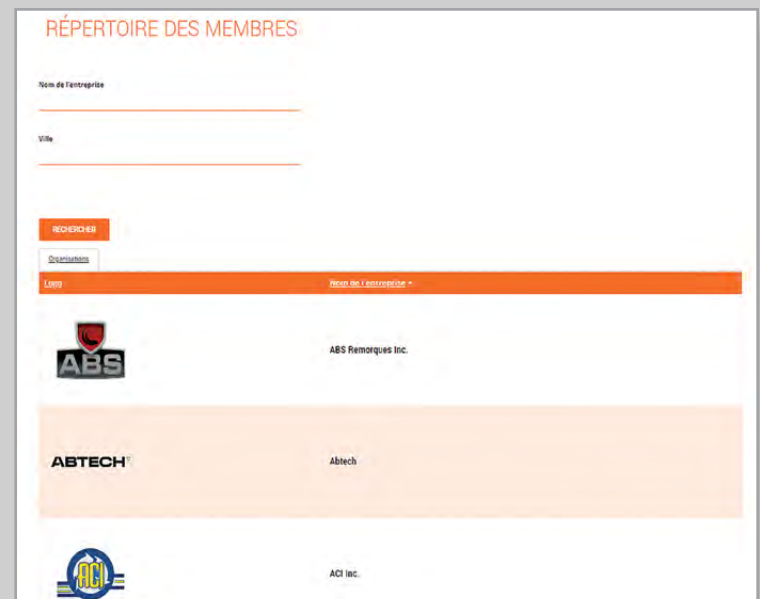 RÉPERTOIRE DES MEMBRES
Nom de l'entreprise
Ville
RECHERCHER
Organisations
Logo
Nom de l'entreprise
ABS
ABS Remorques Inc.
ABTECH
Abtech
ACI
ACI Inc.